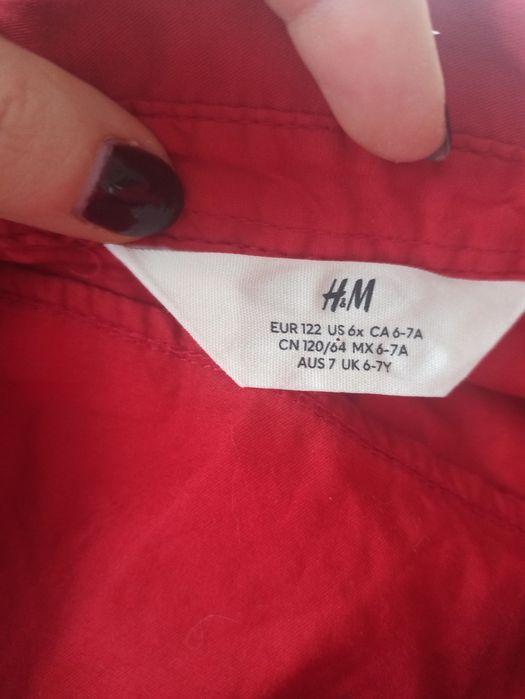 H&M
EUR 122 US 6x CA 6-7A
CN 120/64 MX 6-7A
AUS 7 UK 6-7Y